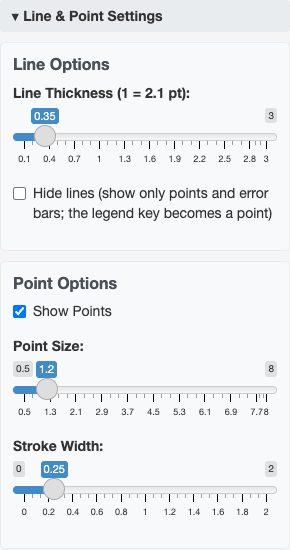 ▾ Line & Point Settings
Line Options
Line Thickness (1 = 2.1 pt):
0.35 3
0.1 0.4 0.7 1 1.3 1.6 1.9 2.2 2.5 2.8 3
Hide lines (show only points and error
bars; the legend key becomes a point)
Point Options
Show Points
Point Size:
0.5 1.2 8
0.5 1.3 2.1 2.9 3.7 4.5 5.3 6.1 6.9 7.7 8
Stroke Width:
0 0.25 2
0 0.2 0.4 0.6 0.8 1 1.2 1.4 1.6 1.8 2